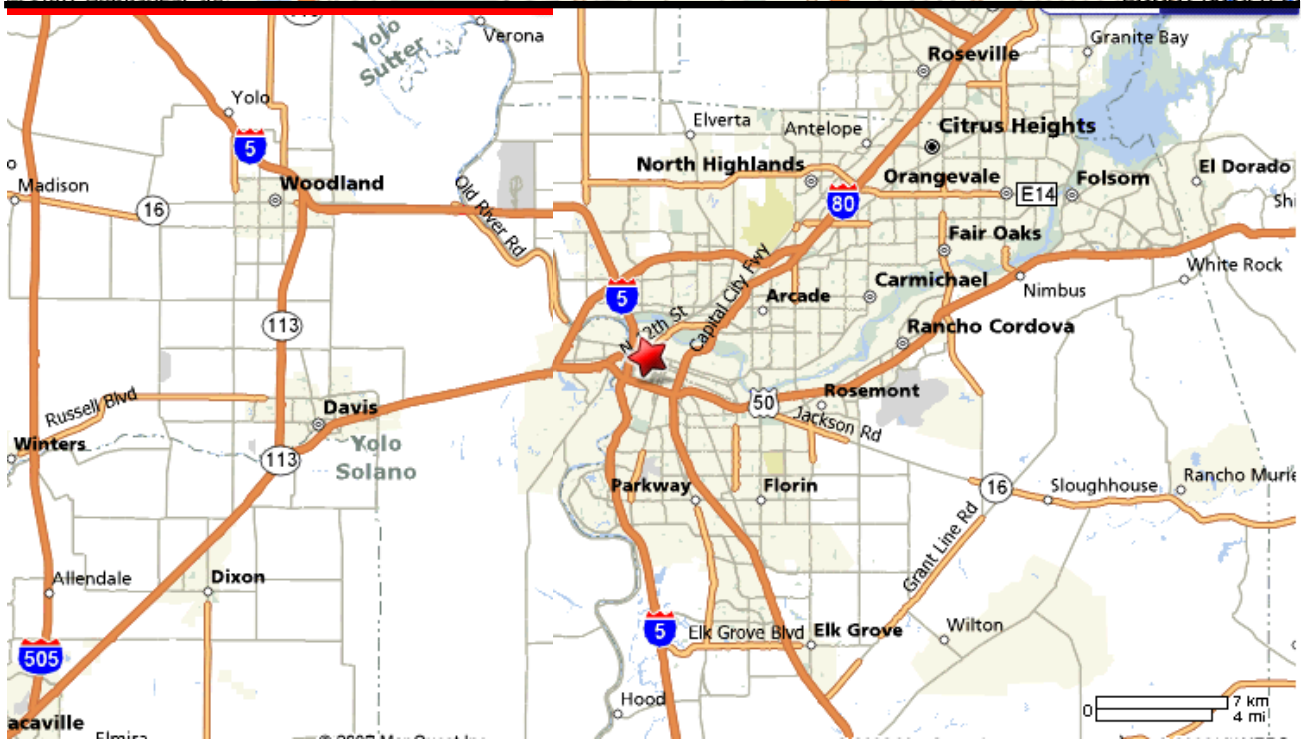 Verona
Granite Bay
Yolo
Sutter
Roseville
Yolo
Elverta
Antelope
Citrus Heights
5
North Highlands
Orangevale
E14
Folsom
El Dorado
Madison
16
Woodland
Old River Rd
80
Shi
Fair Oaks
White Rock
Capital City Fwy
Carmichael
Nimbus
5
Arcade
113
Rancho Cordova
Russell Blvd
Davis
50
Rosemont
Jackson Rd
Winters
113
Yolo
Solano
Parkway
Florin
16
Sloughhouse
Rancho Murie
Grant Line Rd
Allendale
Dixon
5
Elk Grove Blvd
Elk Grove
Wilton
505
Hood
0
7 km
4 mi
acaville
Elmira